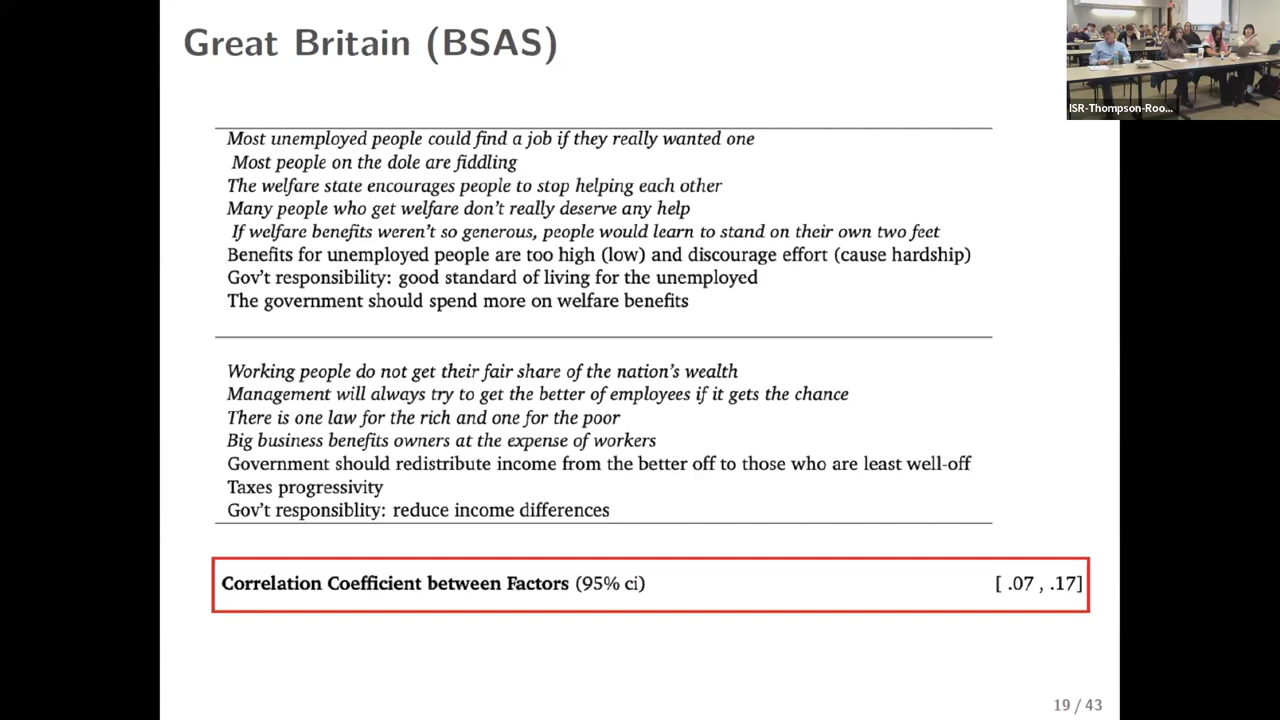 Great Britain (BSAS)
ISR-Thompson-Roo...
Most unemployed people could find a job if they really wanted one
Most people on the dole are fiddling
The welfare state encourages people to stop helping each other
Many people who get welfare don't really deserve any help
If welfare benefits weren't so generous, people would learn to stand on their own two feet
Benefits for unemployed people are too high (low) and discourage effort (cause hardship)
Gov't responsibility: good standard of living for the unemployed
The government should spend more on welfare benefits
Working people do not get their fair share of the nation's wealth
Management will always try to get the better of employees if it gets the chance
There is one law for the rich and one for the poor
Big business benefits owners at the expense of workers
Government should redistribute income from the better off to those who are least well-off
Taxes progressivity
Gov't responsiblity: reduce income differences
Correlation Coefficient between Factors (95% ci) [ .07 , .17]
19 / 43